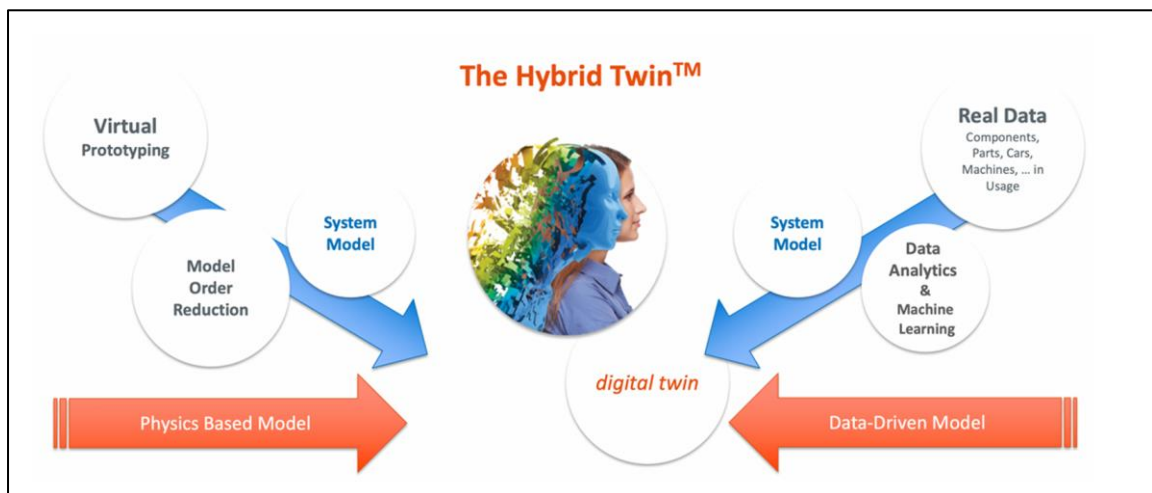 The Hybrid Twin™
Virtual
Prototyping
Model
Order
Reduction
System
Model
Physics Based Model
digital twin
System
Model
Real Data
Components,
Parts, Cars,
Machines, ... in
Usage
Data
Analytics
&
Machine
Learning
Data-Driven Model